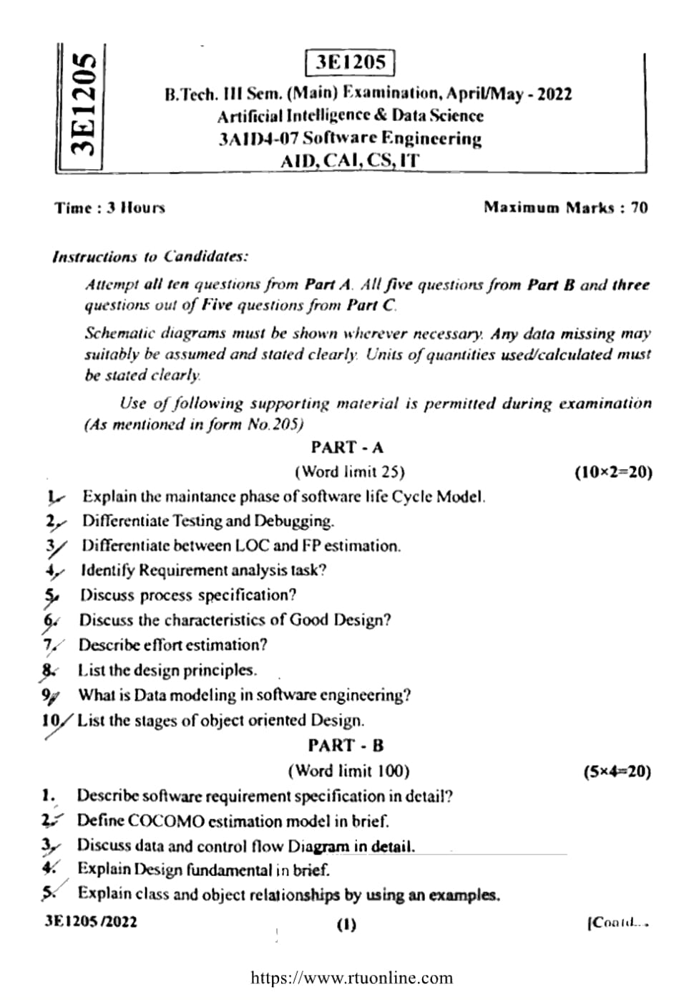 3E1205
3E1205
B.Tech. III Sem. (Main) Examination, April/May - 2022
Artificial Intelligence & Data Science
3AID4-07 Software Engineering
AID, CAI, CS, IT
Time : 3 Hours Maximum Marks : 70
Instructions to Candidates:
Attempt all ten questions from Part A. All five questions from Part B and three
questions out of Five questions from Part C.
Schematic diagrams must be shown wherever necessary. Any data missing may
suitably be assumed and stated clearly. Units of quantities used/calculated must
be stated clearly.
Use of following supporting material is permitted during examination
(As mentioned in form No.205)
PART - A
(Word limit 25) (10×2=20)
1. Explain the maintance phase of software life Cycle Model.
2. Differentiate Testing and Debugging.
3. Differentiate between LOC and FP estimation.
4. Identify Requirement analysis task?
5. Discuss process specification?
6. Discuss the characteristics of Good Design?
7. Describe effort estimation?
8. List the design principles.
9. What is Data modeling in software engineering?
10. List the stages of object oriented Design.
PART - B
(Word limit 100) (5×4=20)
1. Describe software requirement specification in detail?
2. Define COCOMO estimation model in brief.
3. Discuss data and control flow Diagram in detail.
4. Explain Design fundamental in brief.
5. Explain class and object relationships by using an examples.
3E1205/2022 (1) [Contd...
https://www.rtuonline.com